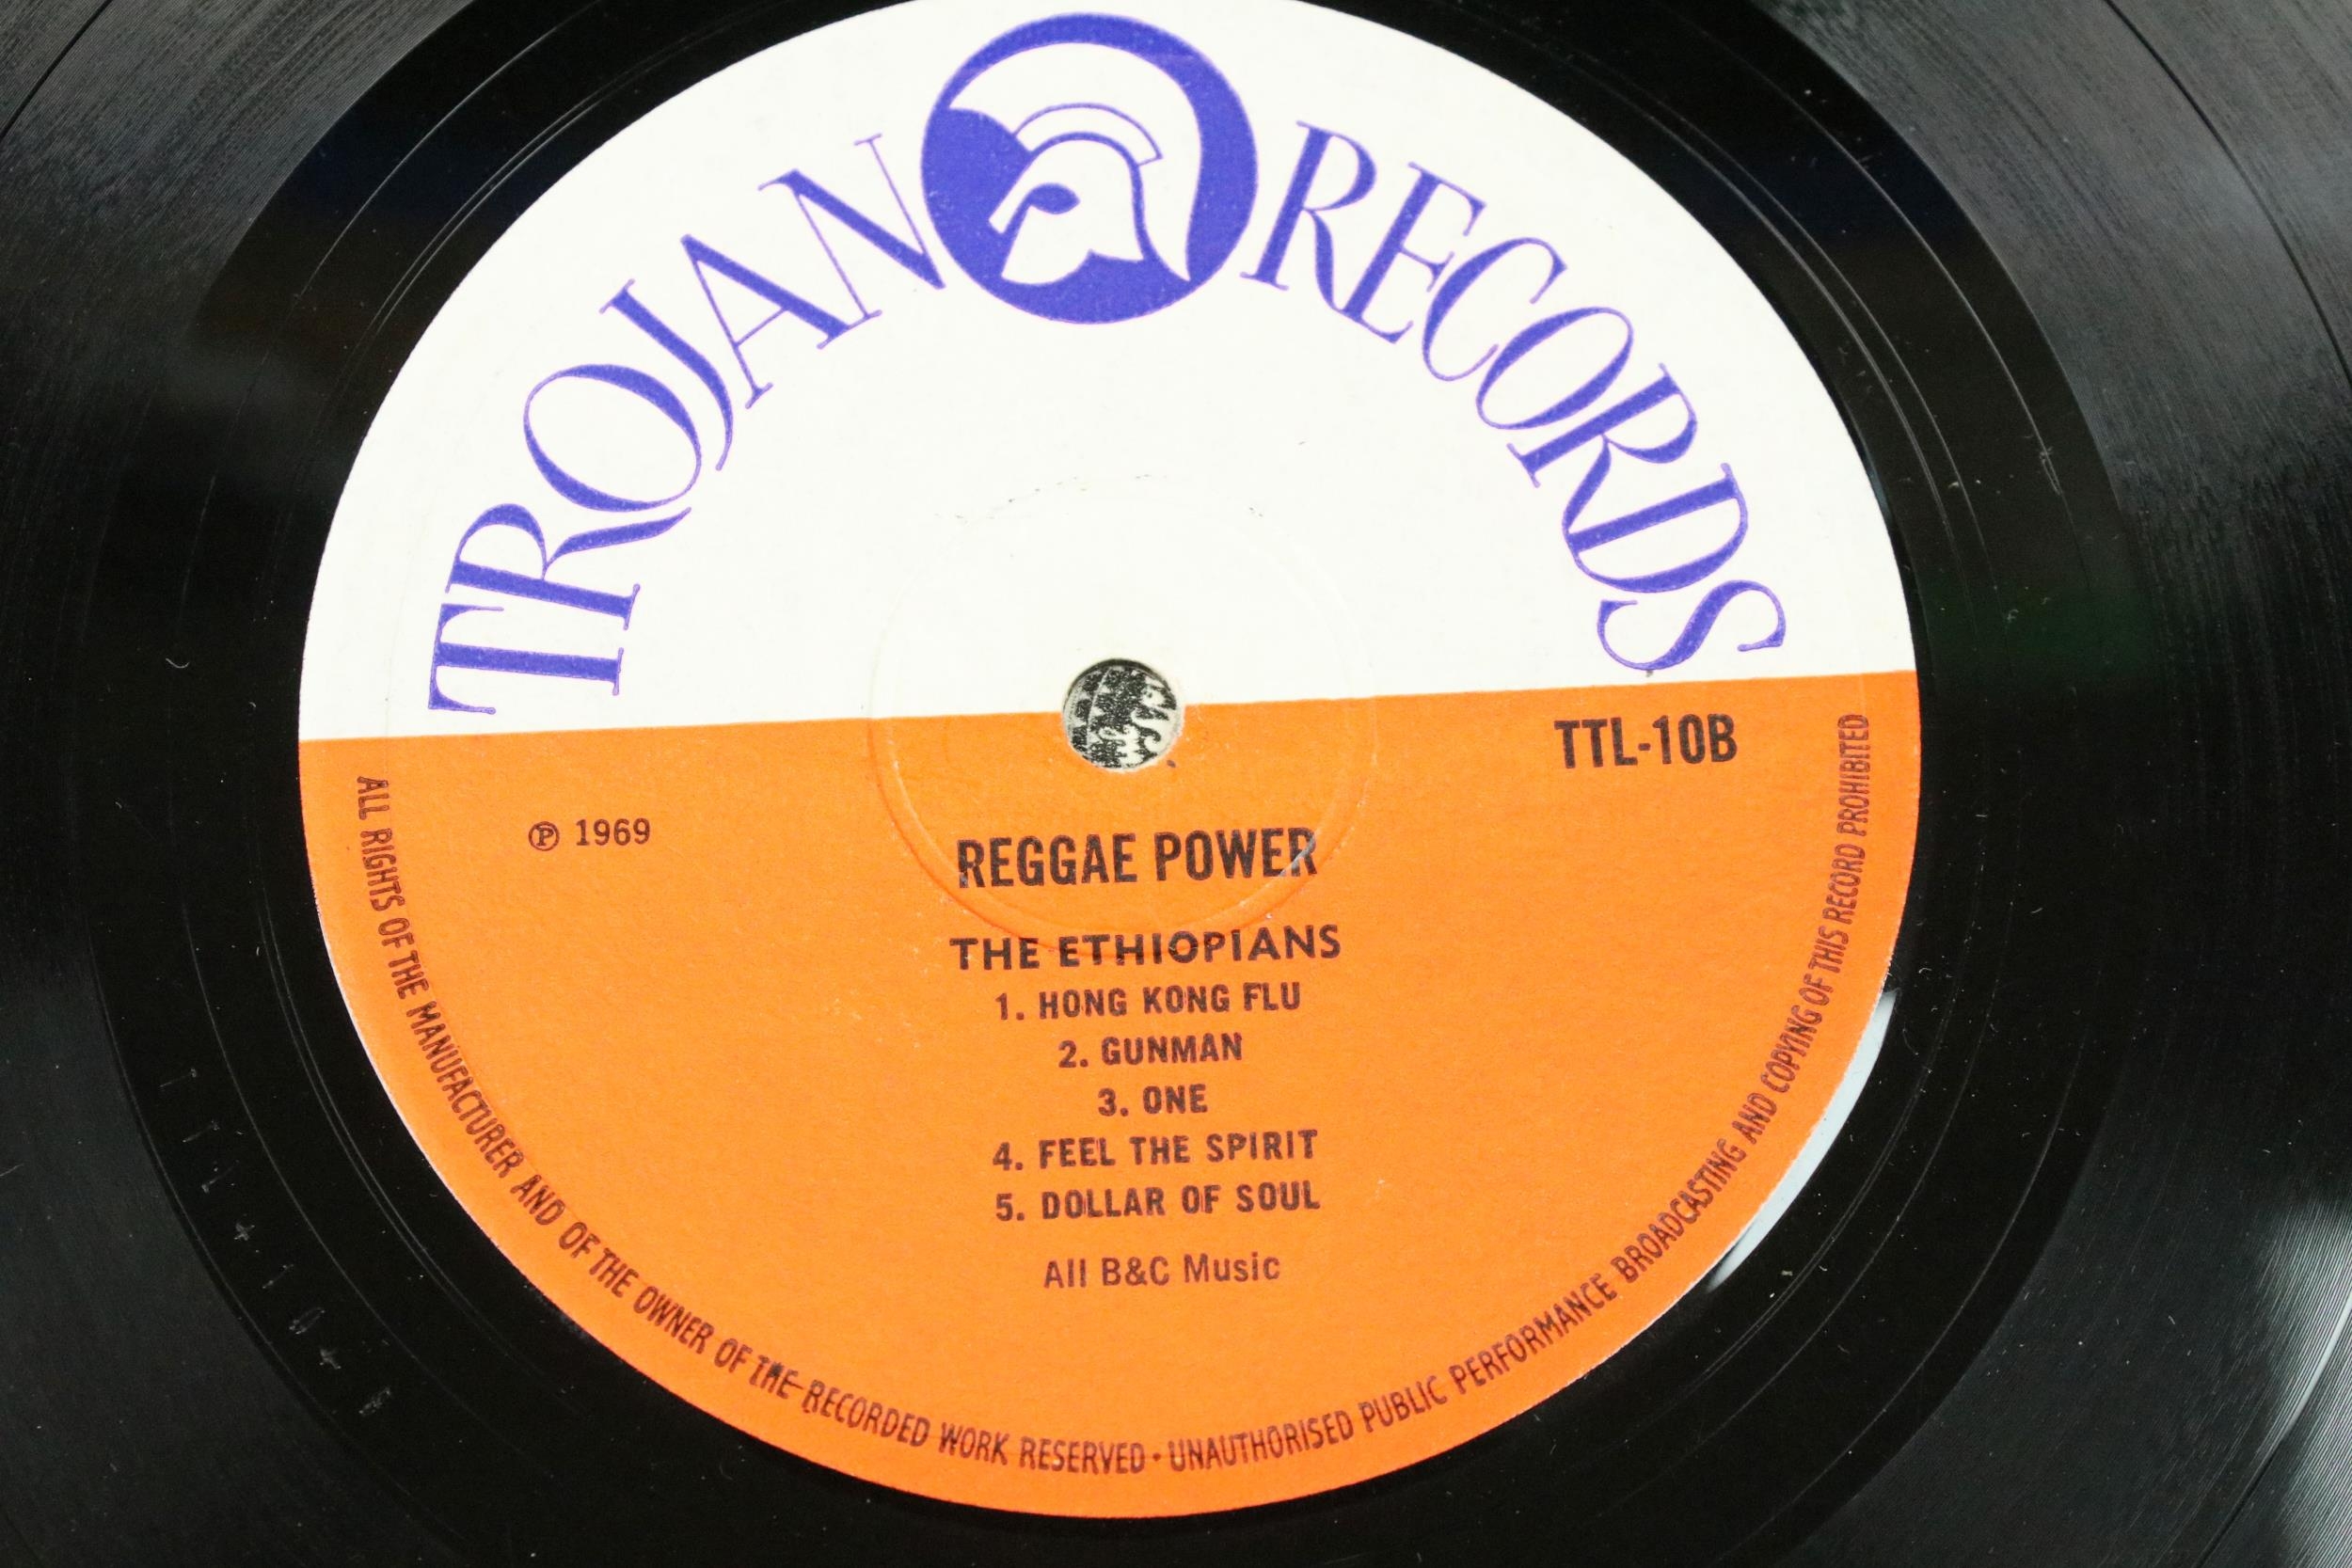 TROJAN RECORDS
TTL-10B
℗ 1969
REGGAE POWER
THE ETHIOPIANS
1. HONG KONG FLU
2. GUNMAN
3. ONE
4. FEEL THE SPIRIT
5. DOLLAR OF SOUL
All B&C Music
ALL RIGHTS OF THE MANUFACTURER AND OF THE OWNER OF THE RECORDED WORK RESERVED · UNAUTHORISED PUBLIC PERFORMANCE BROADCASTING AND COPYING OF THIS RECORD PROHIBITED